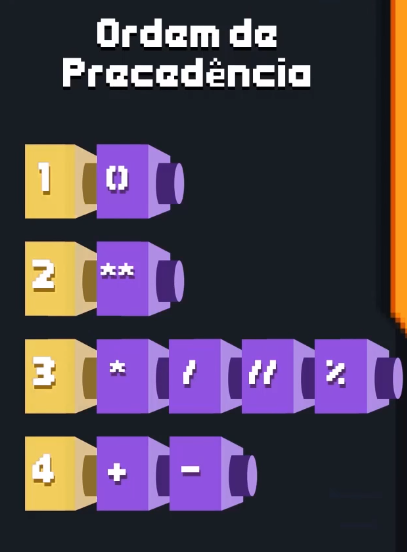 Ordem de
Precedência
1 ()
2 **
3 * / // %
4 + -